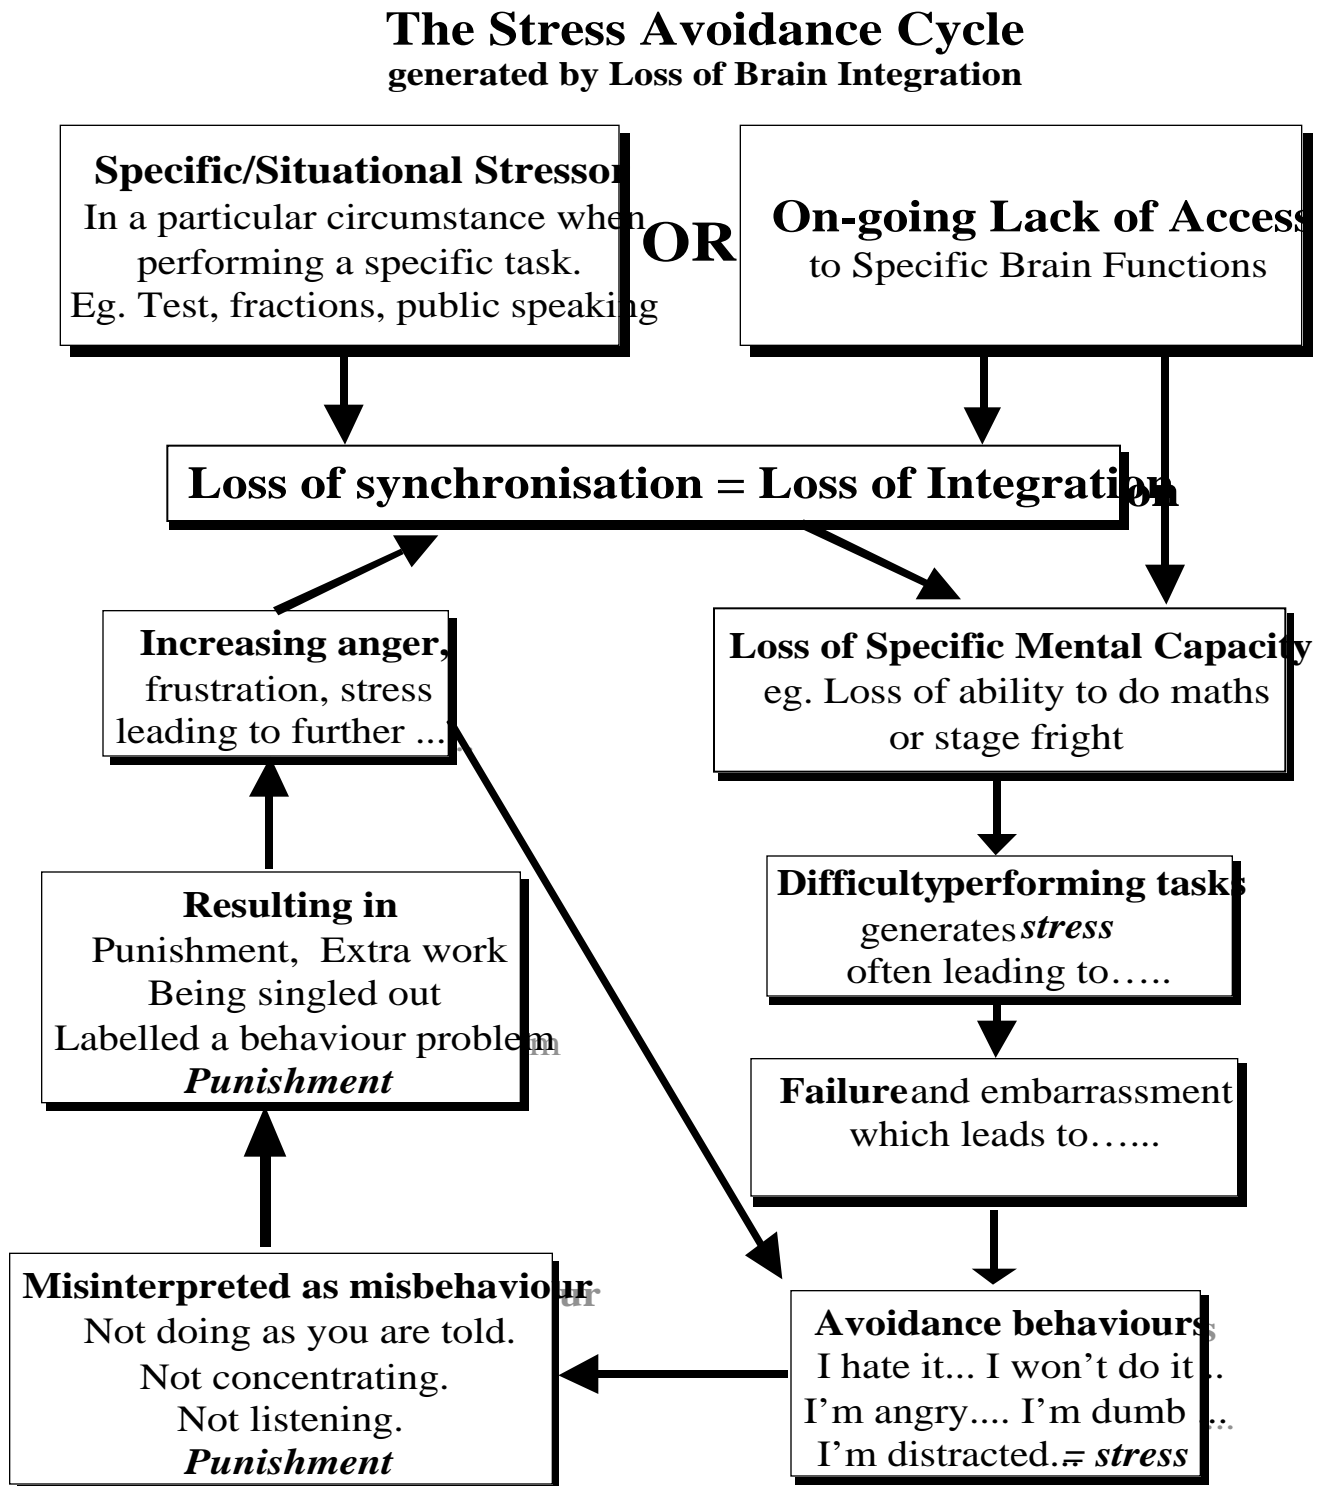 The Stress Avoidance Cycle
generated by Loss of Brain Integration
Specific/Situational Stressor
In a particular circumstance when
performing a specific task.
Eg. Test, fractions, public speaking
OR
On-going Lack of Access
to Specific Brain Functions
Loss of synchronisation = Loss of Integration
Increasing anger,
frustration, stress
leading to further ...
Loss of Specific Mental Capacity
eg. Loss of ability to do maths
or stage fright
Difficulty performing tasks
generates stress
often leading to.....
Resulting in
Punishment, Extra work
Being singled out
Labelled a behaviour problem
Punishment
Failure and embarrassment
which leads to......
Misinterpreted as misbehaviour
Not doing as you are told.
Not concentrating.
Not listening.
Punishment
Avoidance behaviours
I hate it... I won't do it ...
I'm angry.... I'm dumb ....
I'm distracted... = stress